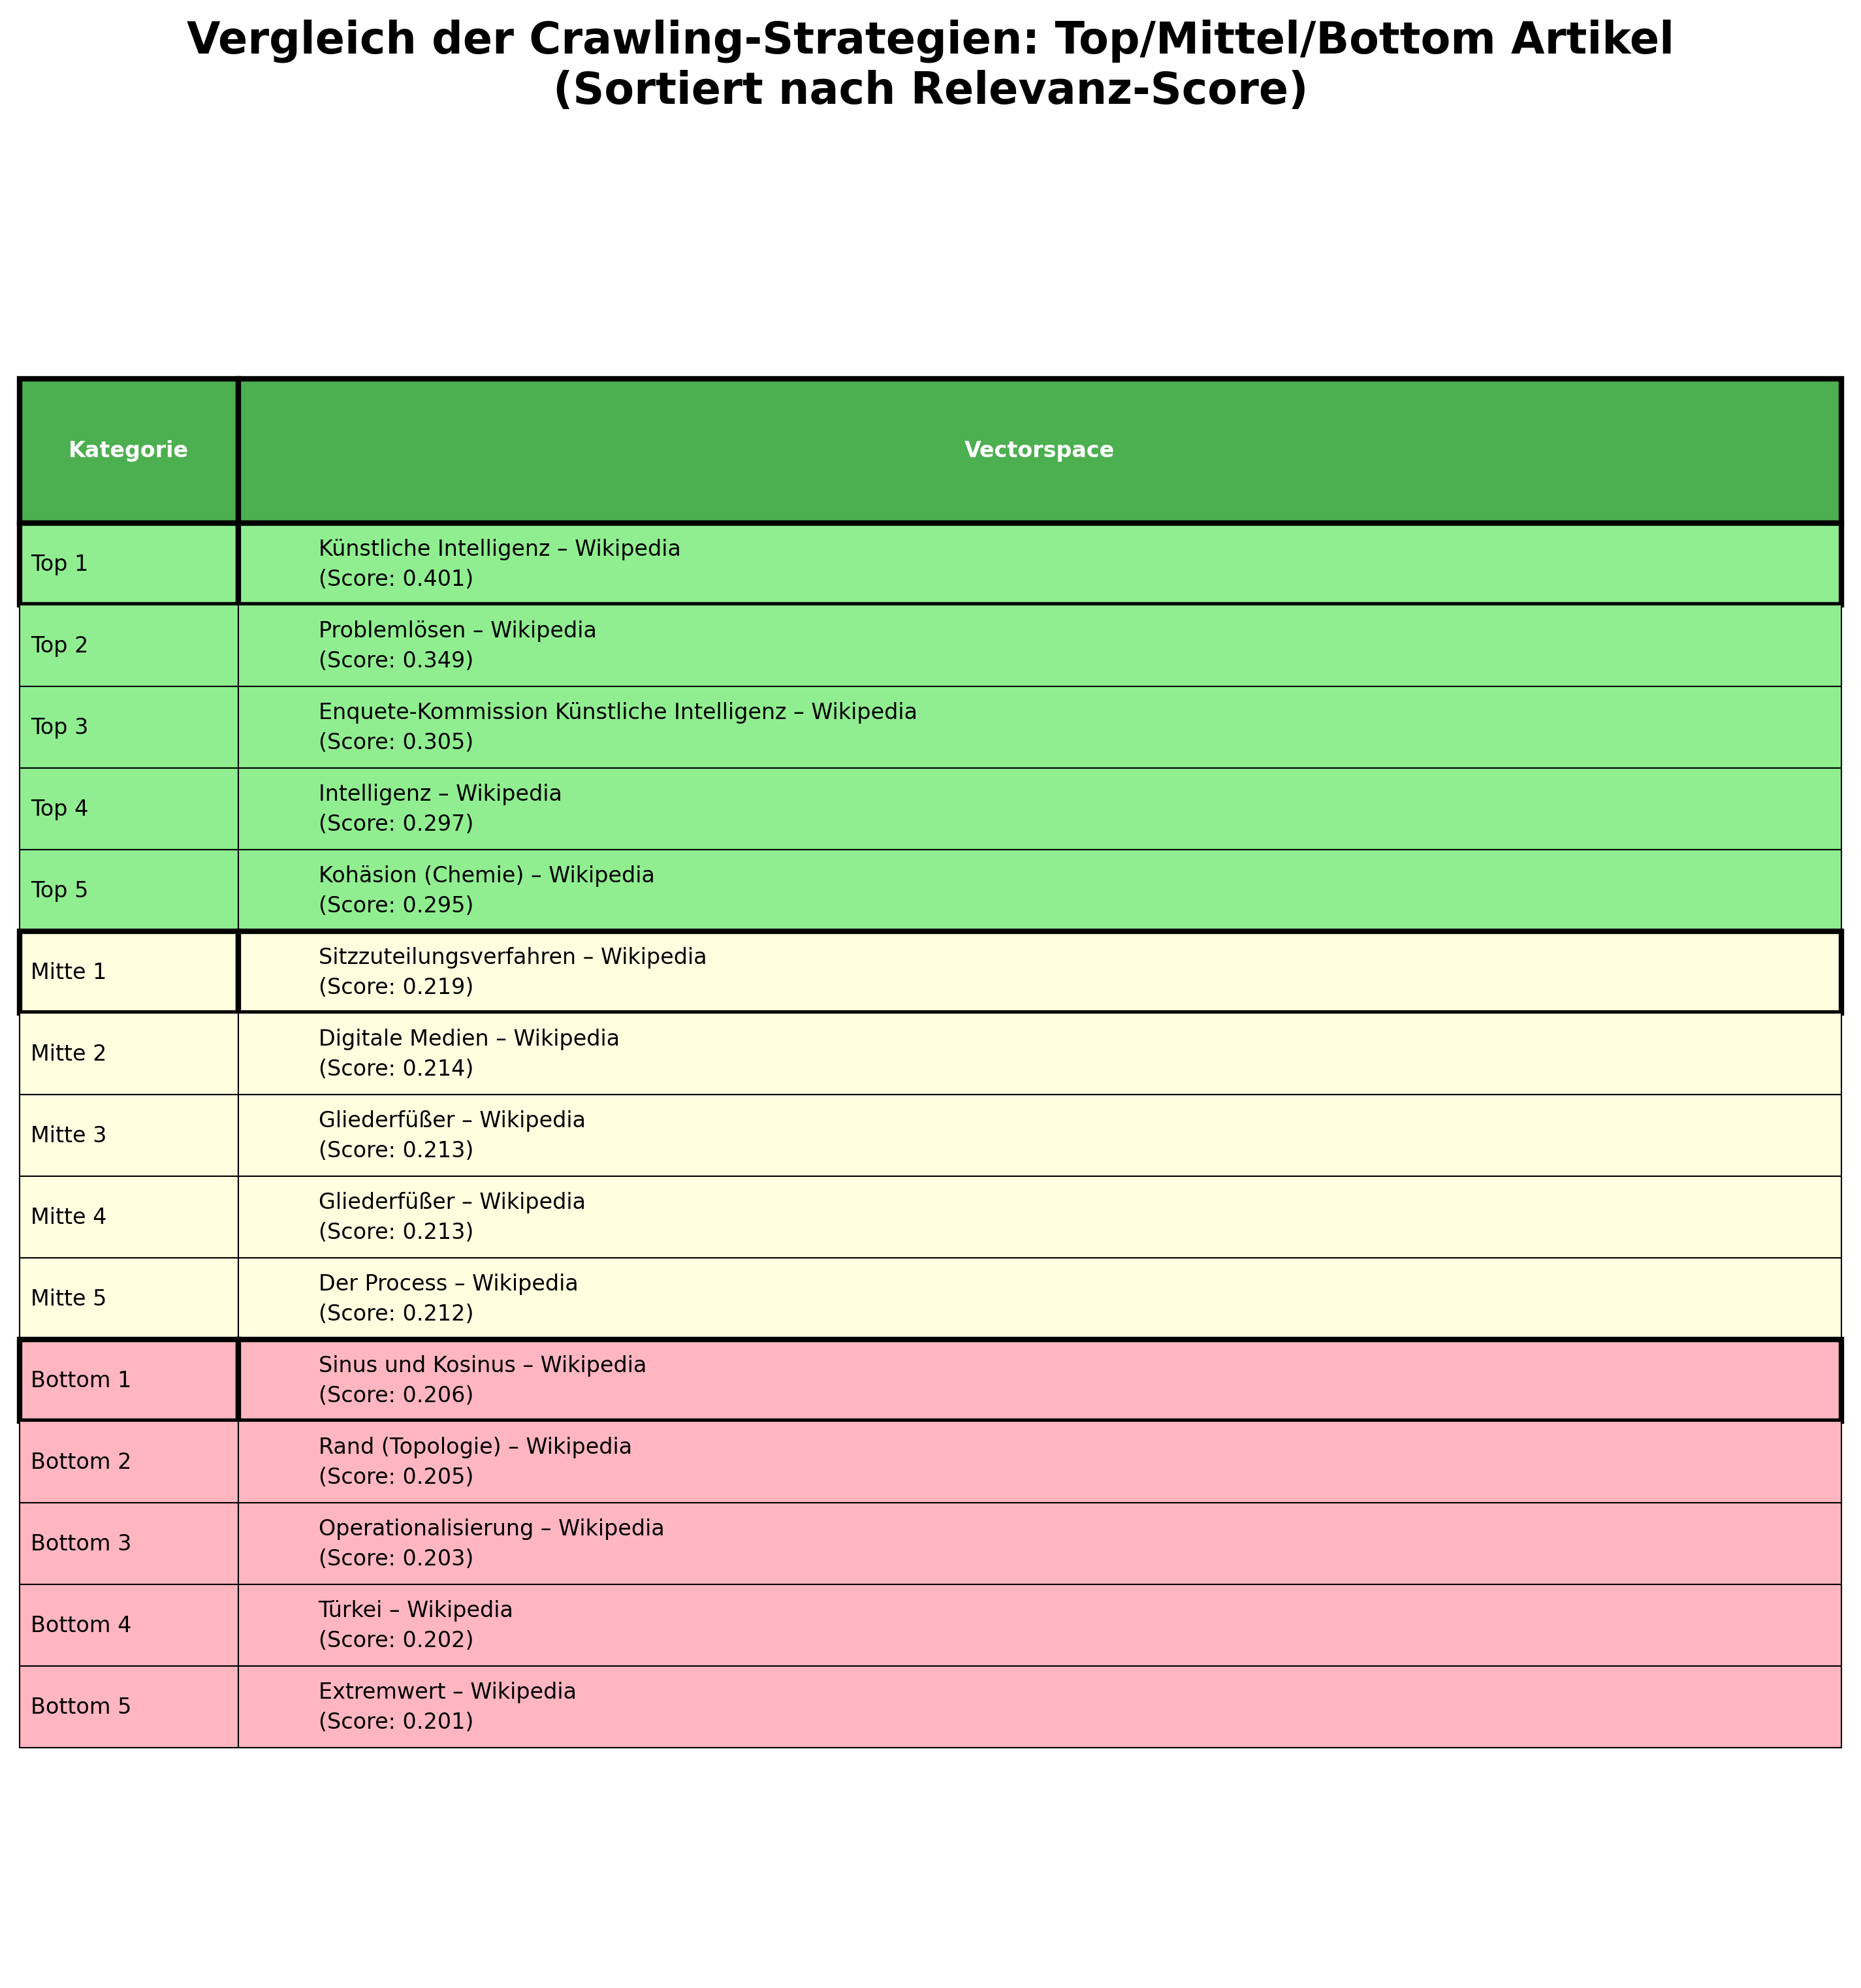 Vergleich der Crawling-Strategien: Top/Mittel/Bottom Artikel
(Sortiert nach Relevanz-Score)
Kategorie
Vectorspace
Top 1
Künstliche Intelligenz – Wikipedia
(Score: 0.401)
Top 2
Problemlösen – Wikipedia
(Score: 0.349)
Top 3
Enquete-Kommission Künstliche Intelligenz – Wikipedia
(Score: 0.305)
Top 4
Intelligenz – Wikipedia
(Score: 0.297)
Top 5
Kohäsion (Chemie) – Wikipedia
(Score: 0.295)
Mitte 1
Sitzzuteilungsverfahren – Wikipedia
(Score: 0.219)
Mitte 2
Digitale Medien – Wikipedia
(Score: 0.214)
Mitte 3
Gliederfüßer – Wikipedia
(Score: 0.213)
Mitte 4
Gliederfüßer – Wikipedia
(Score: 0.213)
Mitte 5
Der Process – Wikipedia
(Score: 0.212)
Bottom 1
Sinus und Kosinus – Wikipedia
(Score: 0.206)
Bottom 2
Rand (Topologie) – Wikipedia
(Score: 0.205)
Bottom 3
Operationalisierung – Wikipedia
(Score: 0.203)
Bottom 4
Türkei – Wikipedia
(Score: 0.202)
Bottom 5
Extremwert – Wikipedia
(Score: 0.201)